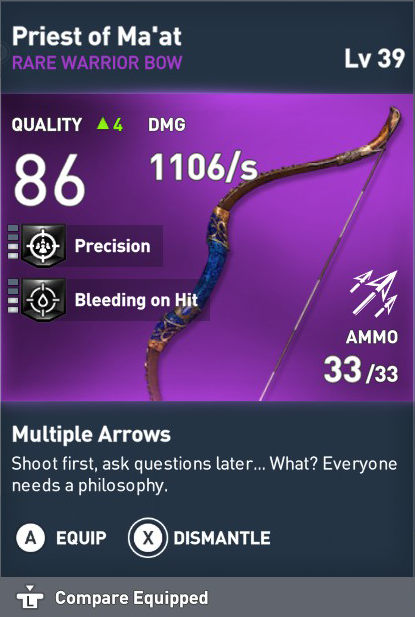 Priest of Ma'at
RARE WARRIOR BOW
Lv 39
QUALITY ▲4 DMG
86 1106/s
Precision
Bleeding on Hit
AMMO
33/33
Multiple Arrows
Shoot first, ask questions later... What? Everyone
needs a philosophy.
A EQUIP X DISMANTLE
L Compare Equipped